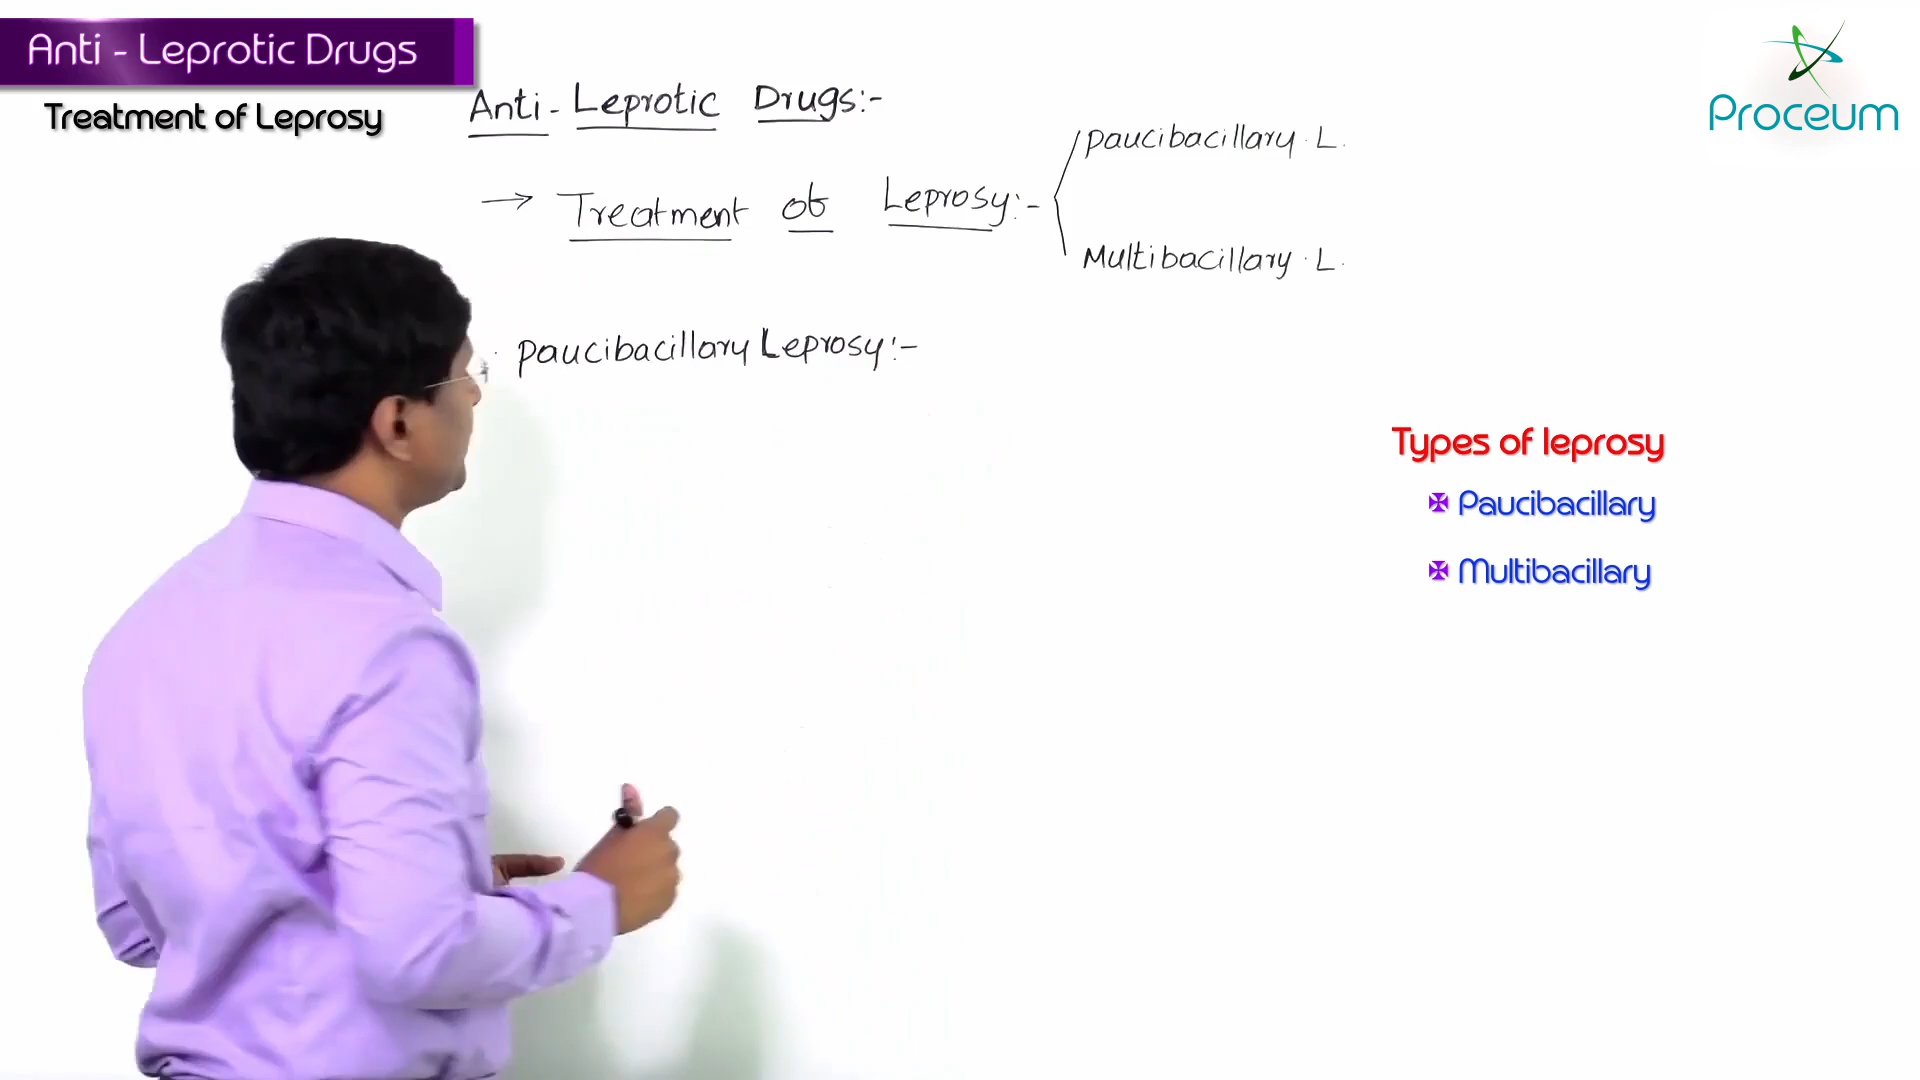 Anti - Leprotic Drugs
Treatment of Leprosy
Proceum
Anti - Leprotic Drugs:-
→ Treatment of Leprosy:-
Paucibacillary · L.
Multibacillary · L.
Paucibacillary Leprosy:-
Types of leprosy
Paucibacillary
Multibacillary